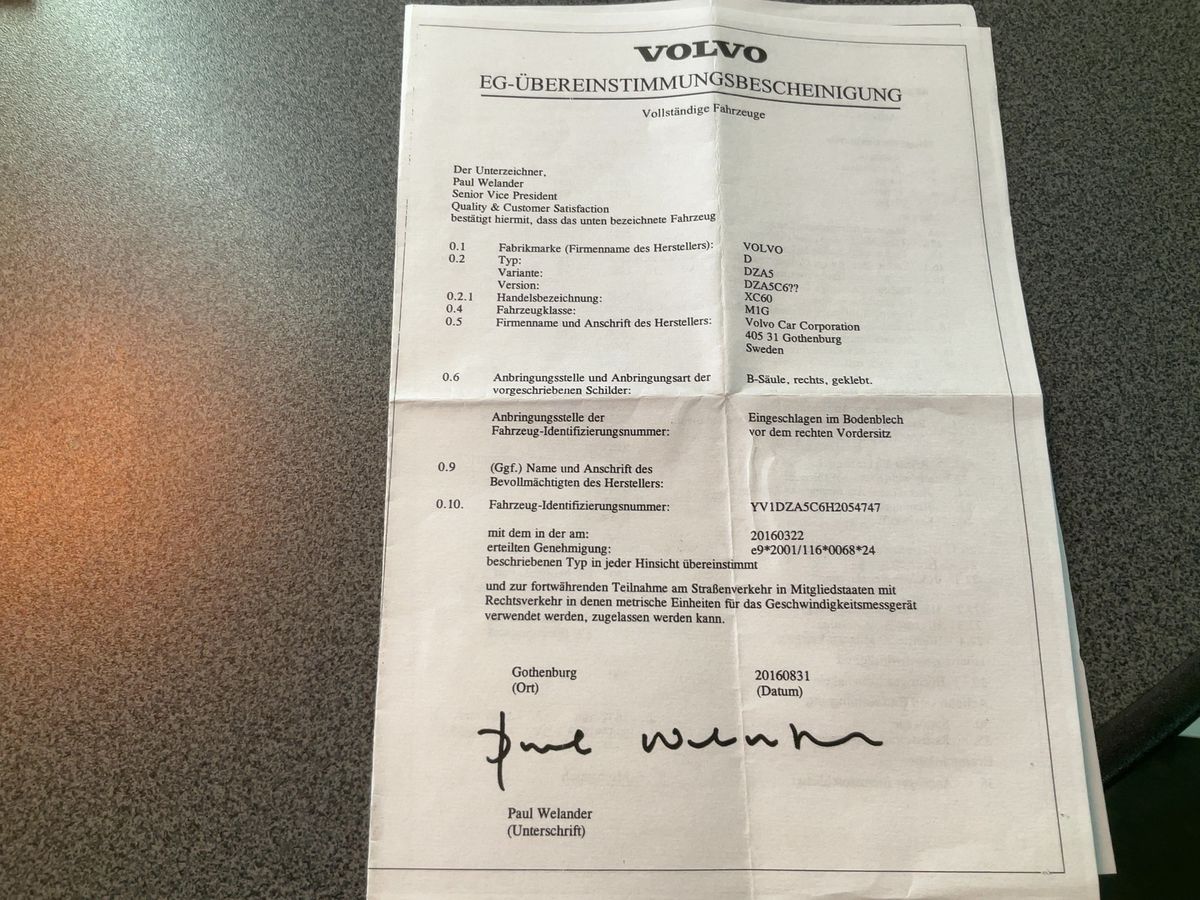 VOLVO
EG-ÜBEREINSTIMMUNGSBESCHEINIGUNG
Vollständige Fahrzeuge
Der Unterzeichner,
Paul Welander
Senior Vice President
Quality & Customer Satisfaction
bestätigt hiermit, dass das unten bezeichnete Fahrzeug
0.1 Fabrikmarke (Firmenname des Herstellers): VOLVO
0.2 Typ: D
Variante: DZA5
Version: DZA5C6??
0.2.1 Handelsbezeichnung: XC60
0.4 Fahrzeugklasse: M1G
0.5 Firmenname und Anschrift des Herstellers: Volvo Car Corporation
405 31 Gothenburg
Sweden
0.6 Anbringungsstelle und Anbringungsart der B-Säule, rechts, geklebt.
vorgeschriebenen Schilder:
Anbringungsstelle der Eingeschlagen im Bodenblech
Fahrzeug-Identifizierungsnummer: vor dem rechten Vordersitz
0.9 (Ggf.) Name und Anschrift des
Bevollmächtigten des Herstellers:
0.10. Fahrzeug-Identifizierungsnummer: YV1DZA5C6H2054747
mit dem in der am: 20160322
erteilten Genehmigung: e9*2001/116*0068*24
beschriebenen Typ in jeder Hinsicht übereinstimmt
und zur fortwährenden Teilnahme am Straßenverkehr in Mitgliedstaaten mit
Rechtsverkehr in denen metrische Einheiten für das Geschwindigkeitsmessgerät
verwendet werden, zugelassen werden kann.
Gothenburg 20160831
(Ort) (Datum)
Paul Welander
Paul Welander
(Unterschrift)